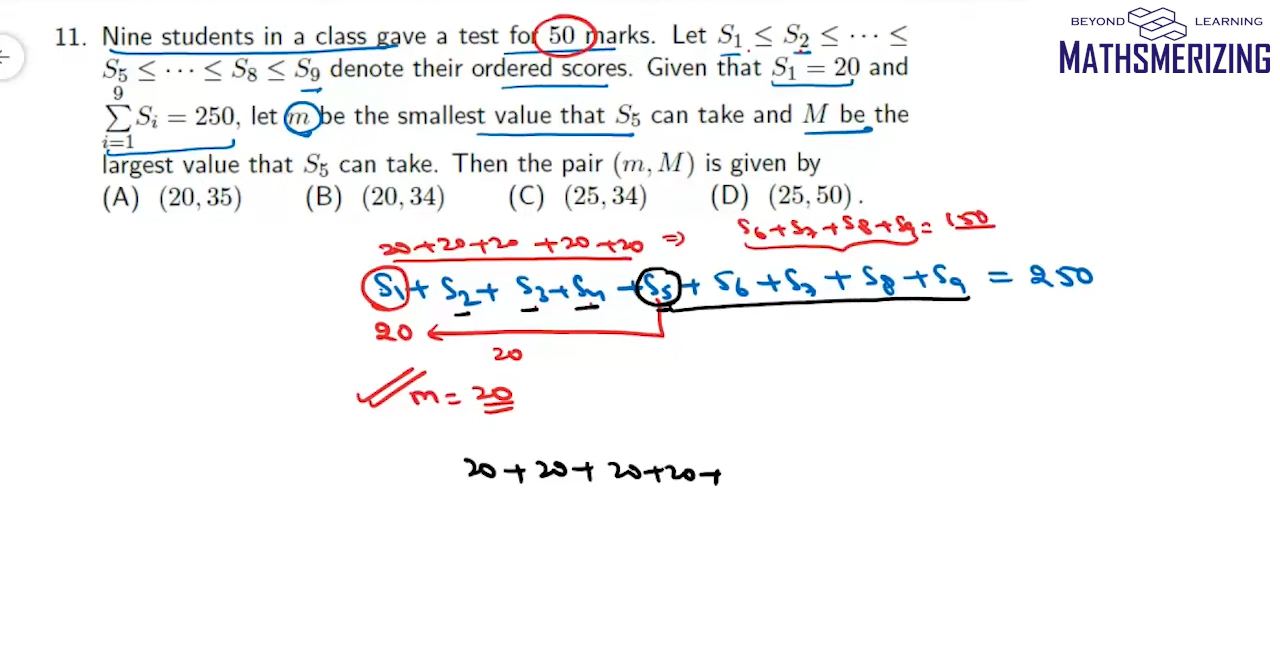 BEYOND LEARNING
MATHSMERIZING
11. Nine students in a class gave a test for 50 marks. Let S₁ ≤ S₂ ≤ ⋯ ≤
S₅ ≤ ⋯ ≤ S₈ ≤ S₉ denote their ordered scores. Given that S₁ = 20 and
9
∑ Sᵢ = 250, let m be the smallest value that S₅ can take and M be the
i=1
largest value that S₅ can take. Then the pair (m, M) is given by
(A) (20, 35) (B) (20, 34) (C) (25, 34) (D) (25, 50).
20+20+20 +20+20 ⇒ S₆+S₇+S₈+S₉ = 150
S₁ + S₂ + S₃ + S₄ + S₅ + S₆ + S₇ + S₈ + S₉ = 250
20 ←
20
m = 20
20 + 20 + 20 + 20 +